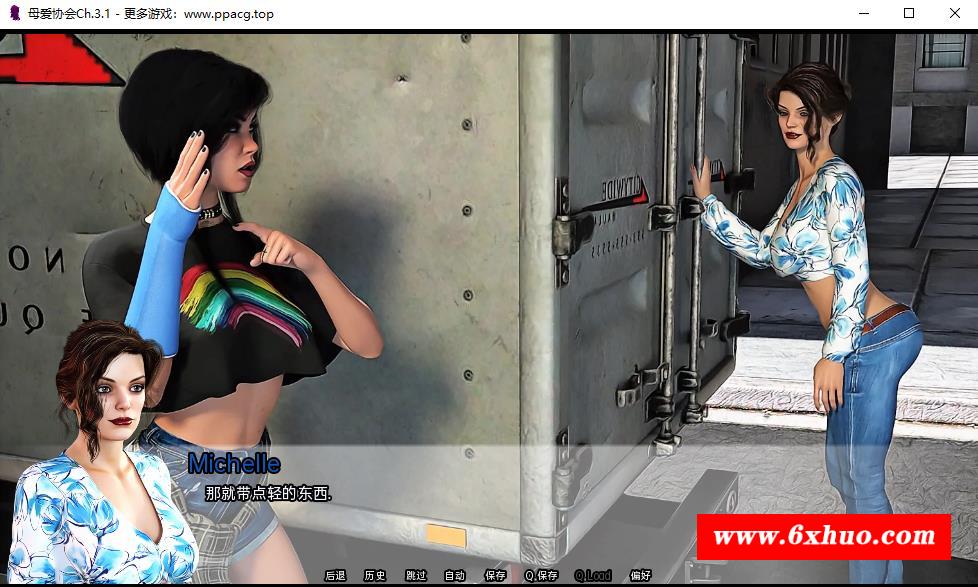 母爱协会Ch.3.1 - 更多游戏：www.ppacg.top
CITYWIDE
NO
Michelle
那就带点轻的东西.
www.6xhuo.com
后退 历史 跳过 自动 保存 Q.保存 Q.Load 偏好